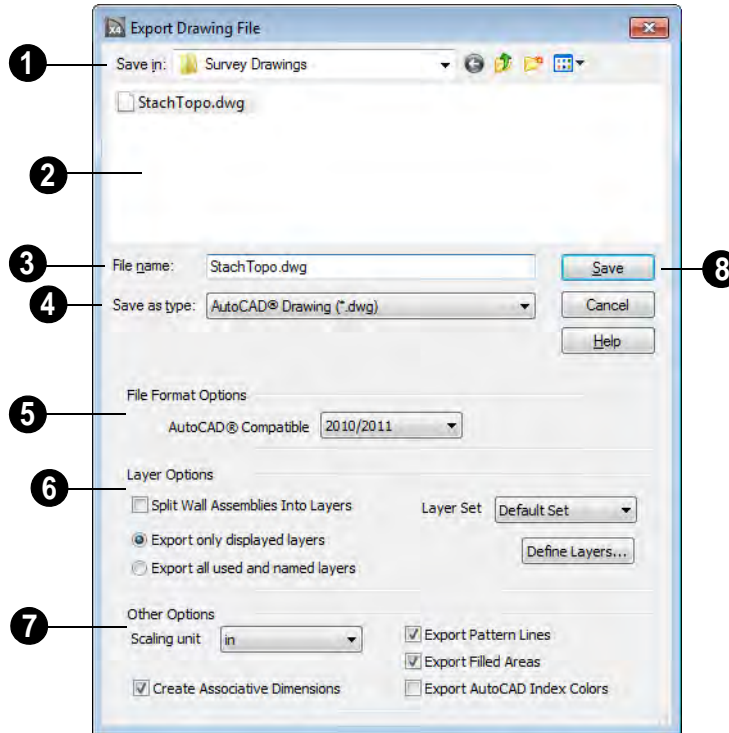 X4 Export Drawing File
1 Save in: Survey Drawings
StachTopo.dwg
2
3 File name: StachTopo.dwg Save 8
4 Save as type: AutoCAD® Drawing (*.dwg) Cancel
Help
File Format Options
5 AutoCAD® Compatible 2010/2011
Layer Options
6 Split Wall Assemblies Into Layers Layer Set Default Set
Export only displayed layers Define Layers...
Export all used and named layers
Other Options
7 Scaling unit in Export Pattern Lines
Export Filled Areas
Create Associative Dimensions Export AutoCAD Index Colors